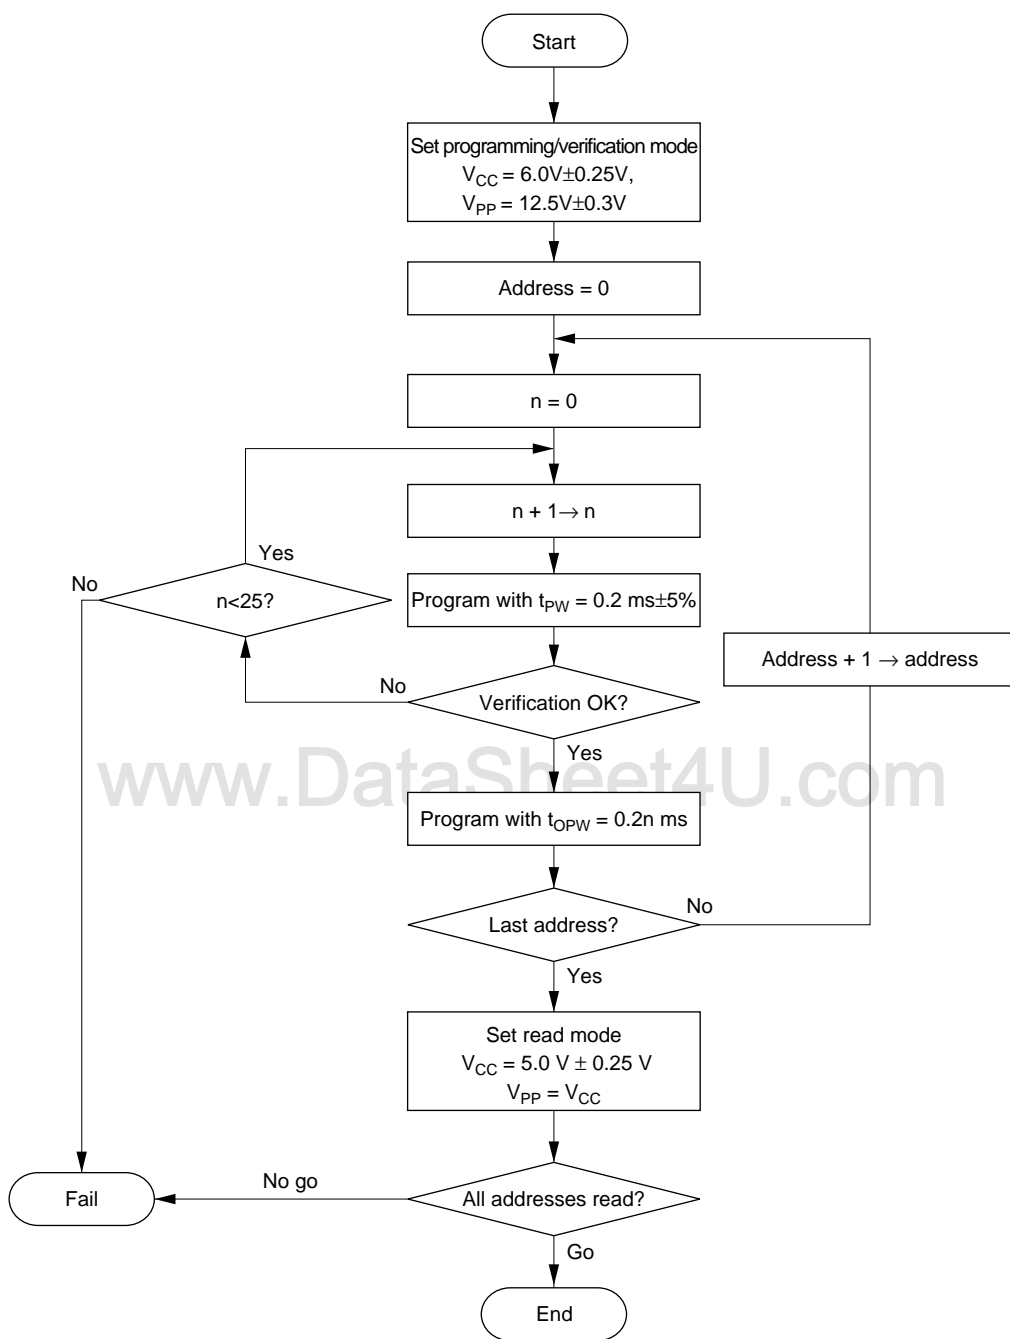 Start
Set programming/verification mode
VCC = 6.0V±0.25V,
VPP = 12.5V±0.3V
Address = 0
n = 0
n + 1→ n
Yes
No
n<25?
Program with tPW = 0.2 ms±5%
Address + 1 → address
No
Verification OK?
Yes
www.DataSheet4U.com
Program with tOPW = 0.2n ms
Last address?
No
Yes
Set read mode
VCC = 5.0 V ± 0.25 V
VPP = VCC
No go
All addresses read?
Fail
Go
End